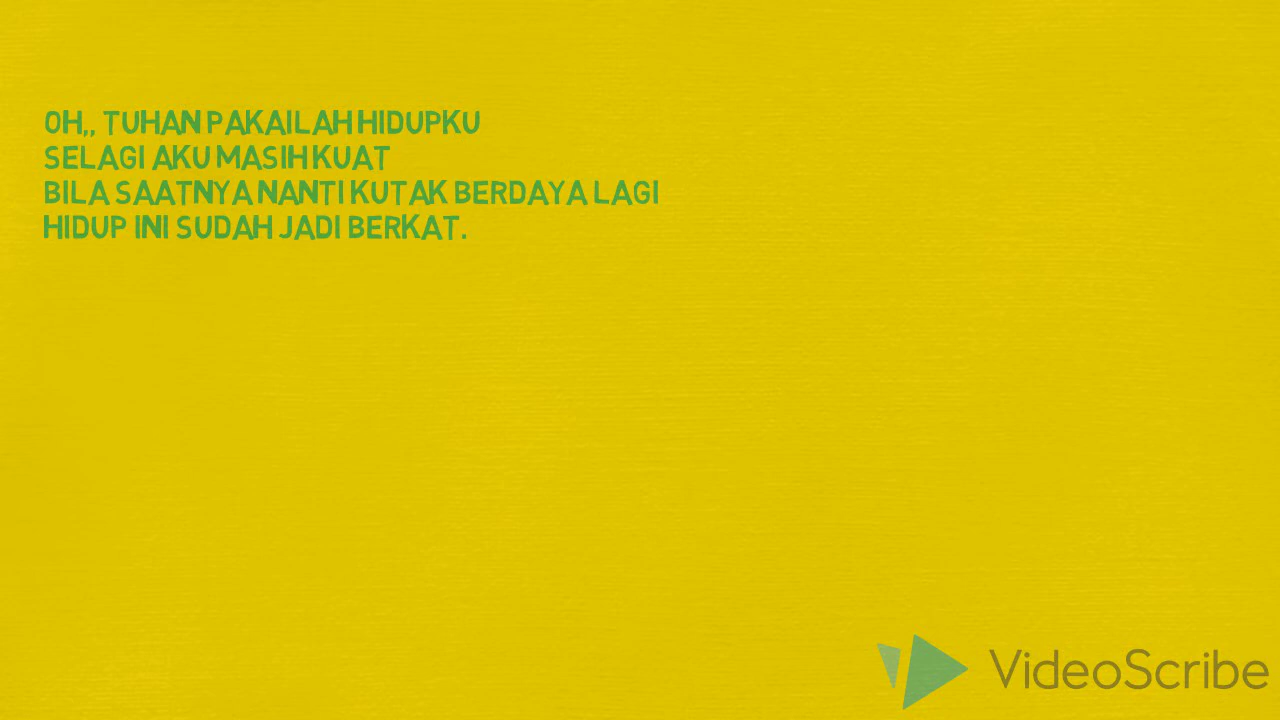 OH,, TUHAN PAKAILAH HIDUPKU
SELAGI AKU MASIH KUAT
BILA SAATNYA NANTI KUTAK BERDAYA LAGI
HIDUP INI SUDAH JADI BERKAT.
VideoScribe